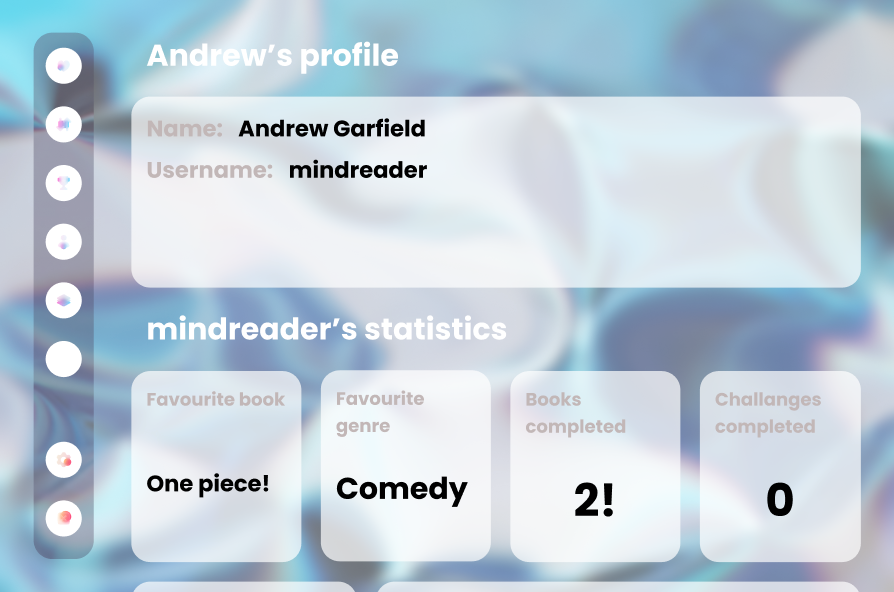 Andrew’s profile
Name: Andrew Garfield
Username: mindreader
mindreader’s statistics
Favourite book
One piece!
Favourite
genre
Comedy
Books
completed
2!
Challanges
completed
0